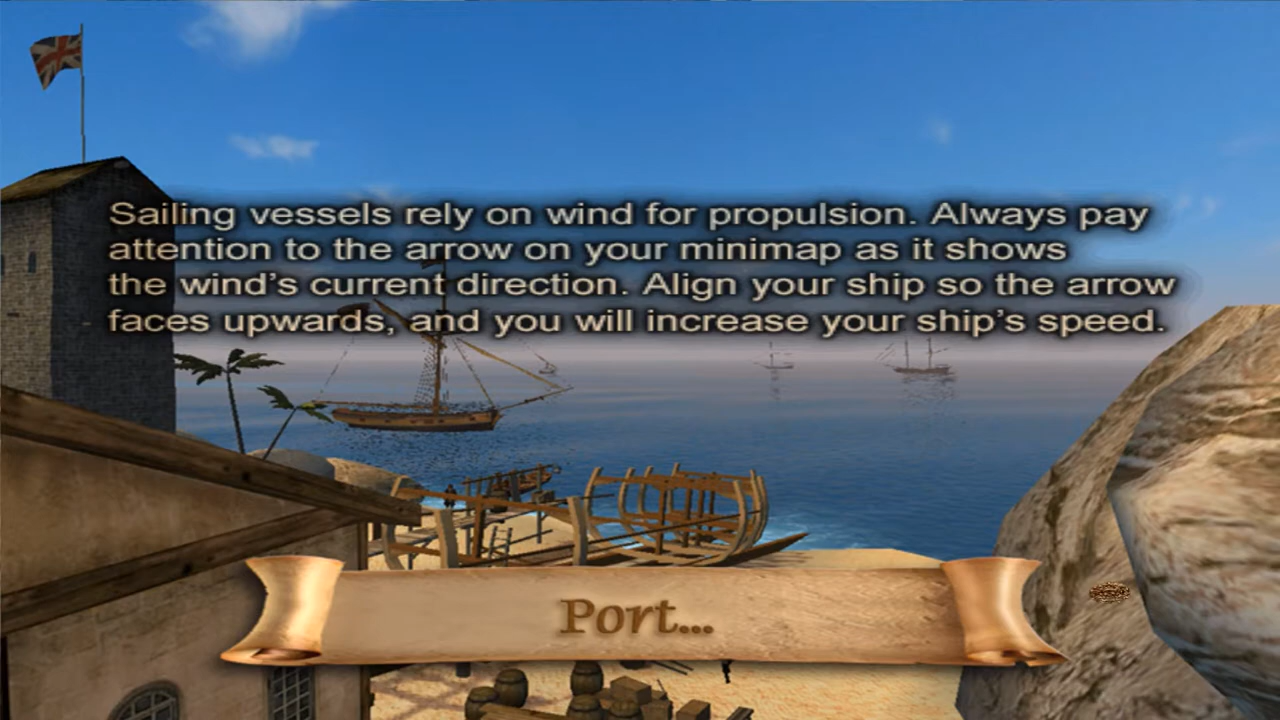 Sailing vessels rely on wind for propulsion. Always pay
attention to the arrow on your minimap as it shows
the wind’s current direction. Align your ship so the arrow
faces upwards, and you will increase your ship’s speed.
Port...